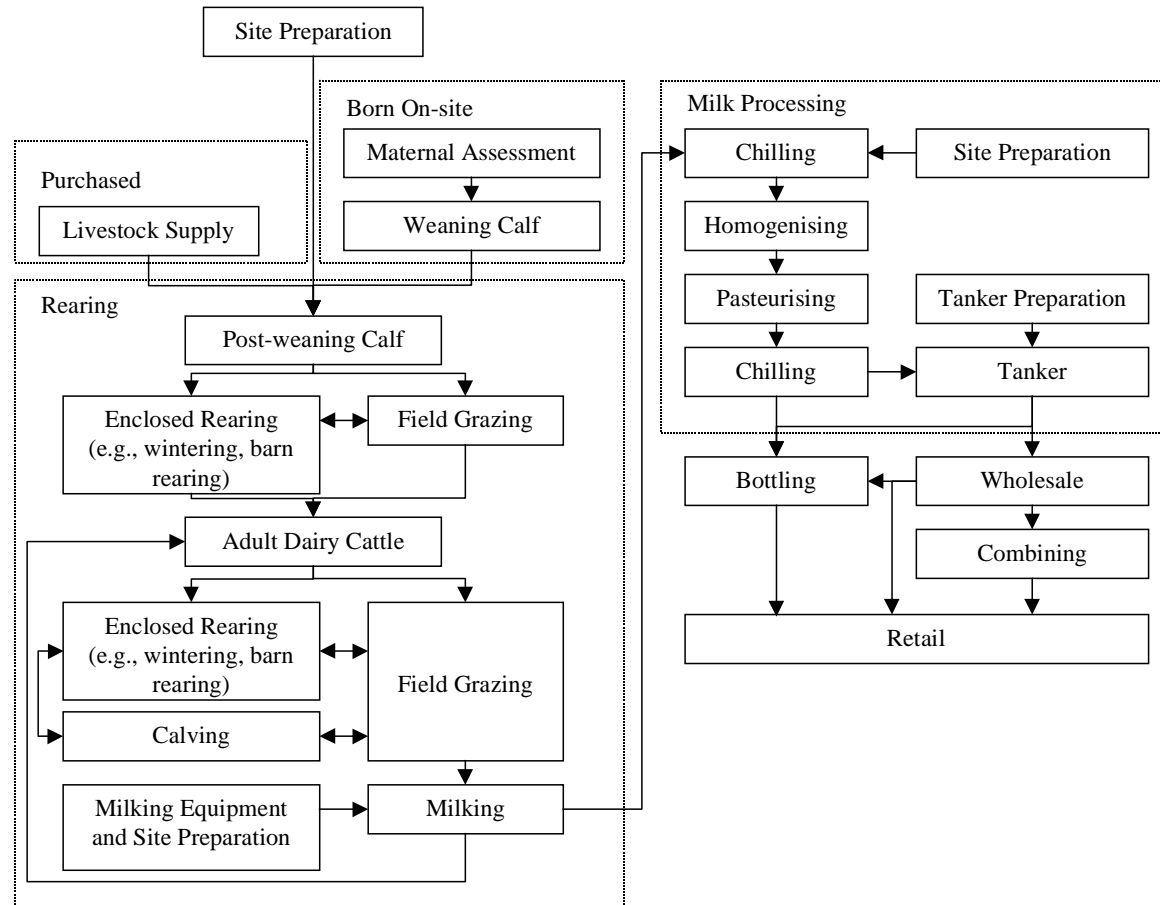 Site Preparation
Born On-site
Maternal Assessment
Weaning Calf
Purchased
Livestock Supply
Rearing
Post-weaning Calf
Enclosed Rearing
(e.g., wintering, barn
rearing)
Field Grazing
Adult Dairy Cattle
Enclosed Rearing
(e.g., wintering, barn
rearing)
Field Grazing
Calving
Milking Equipment
and Site Preparation
Milking
Milk Processing
Chilling
Site Preparation
Homogenising
Pasteurising
Tanker Preparation
Chilling
Tanker
Bottling
Wholesale
Combining
Retail